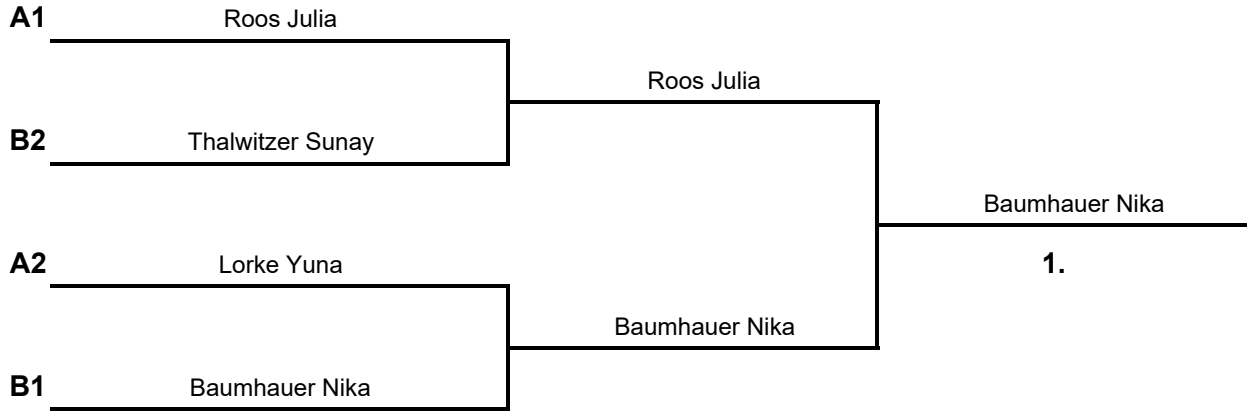 A1 Roos Julia
Roos Julia
B2 Thalwitzer Sunay
Baumhauer Nika
A2 Lorke Yuna
1.
Baumhauer Nika
B1 Baumhauer Nika